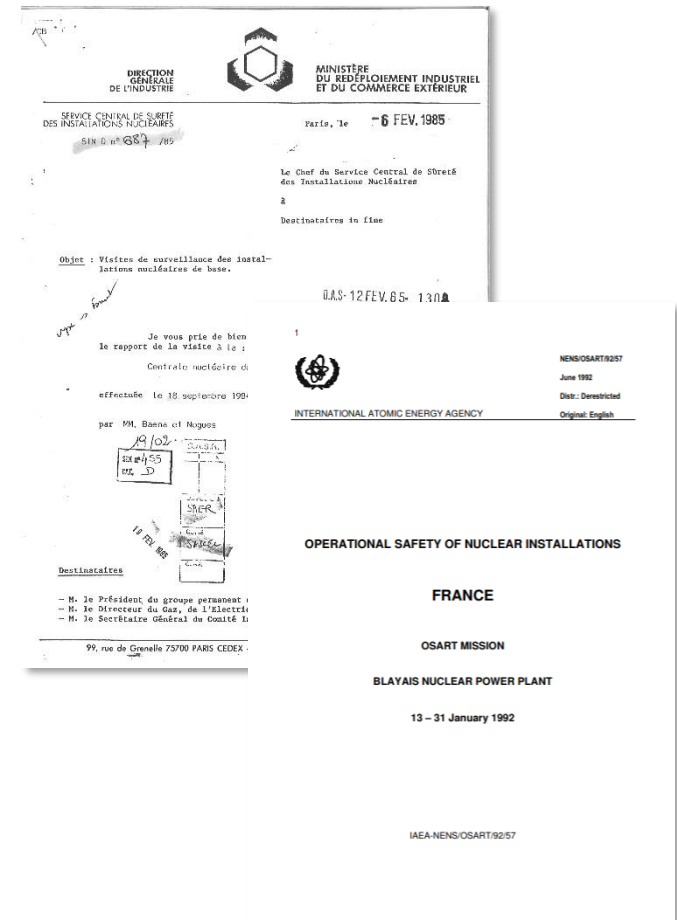 /CB
DIRECTION
GÉNÉRALE
DE L'INDUSTRIE
MINISTÈRE
DU REDÉPLOIEMENT INDUSTRIEL
ET DU COMMERCE EXTÉRIEUR
SERVICE CENTRAL DE SURETÉ
DES INSTALLATIONS NUCLÉAIRES
SIN D n° 687 /85
Paris, le -6 FEV. 1985
Le Chef du Service Central de Sûreté
des Installations Nucléaires
à
Destinataires in fine
Objet : Visites de surveillance des instal-
lations nucléaires de base.
D.A.S- 12 FEV. 85-
Je vous prie de bien
le rapport de la visite à la :
Centrale nucléaire
effectuée le 18 septembre 1984
par MM. Baena et Nogues
19/02
455
D
SAER
Destinataires
- M. le Président du groupe permanent
- M. le Directeur du Gaz, de l'Electri
- M. le Secrétaire Général du Comité
99, rue de Grenelle 75700 PARIS CEDEX
1
NENS/OSART/92/57
June 1992
Distr.: Derestricted
INTERNATIONAL ATOMIC ENERGY AGENCY
Original: English
OPERATIONAL SAFETY OF NUCLEAR INSTALLATIONS
FRANCE
OSART MISSION
BLAYAIS NUCLEAR POWER PLANT
13 – 31 January 1992
IAEA-NENS/OSART/92/57